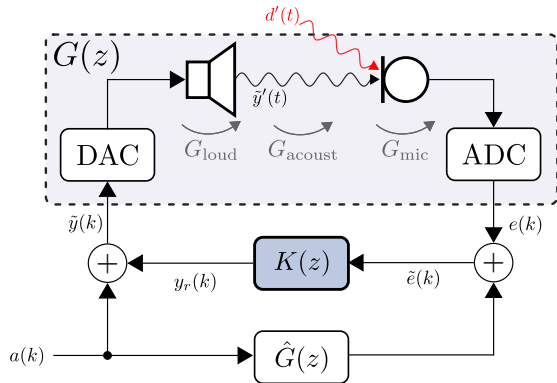 d′(t)
G(z)
ỹ′(t)
G_loud
G_acoust
G_mic
DAC
ADC
ỹ(k)
e(k)
+
y_r(k)
K(z)
ẽ(k)
+
a(k)
Ĝ(z)